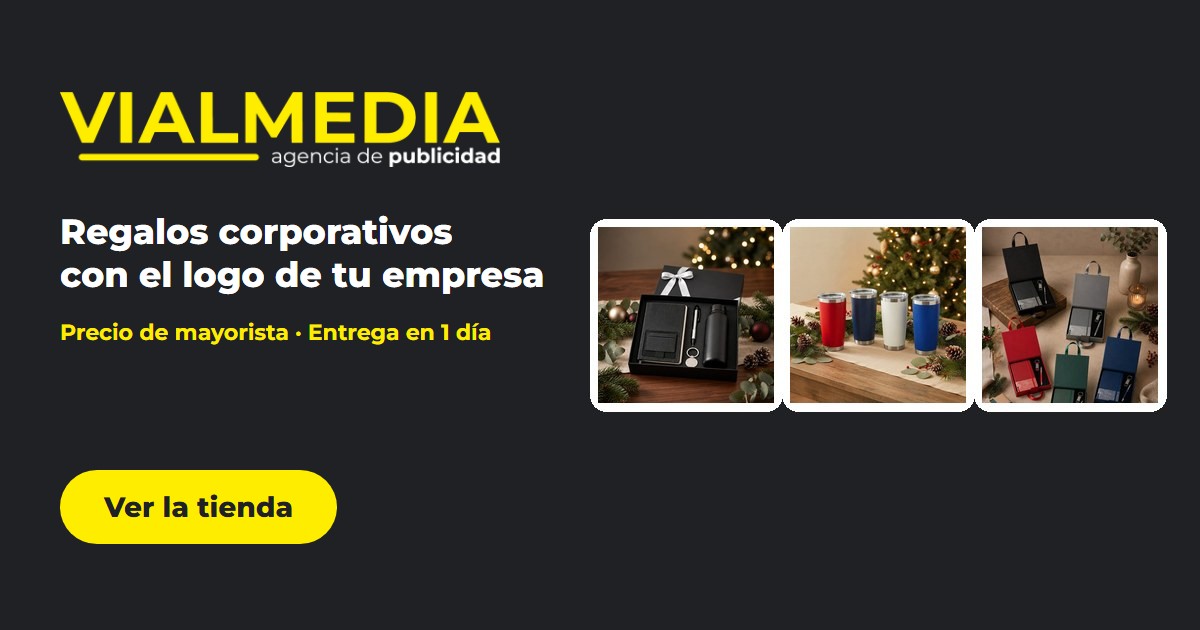 VIALMEDIA
agencia de publicidad
Regalos corporativos
con el logo de tu empresa
Precio de mayorista · Entrega en 1 día
Ver la tienda